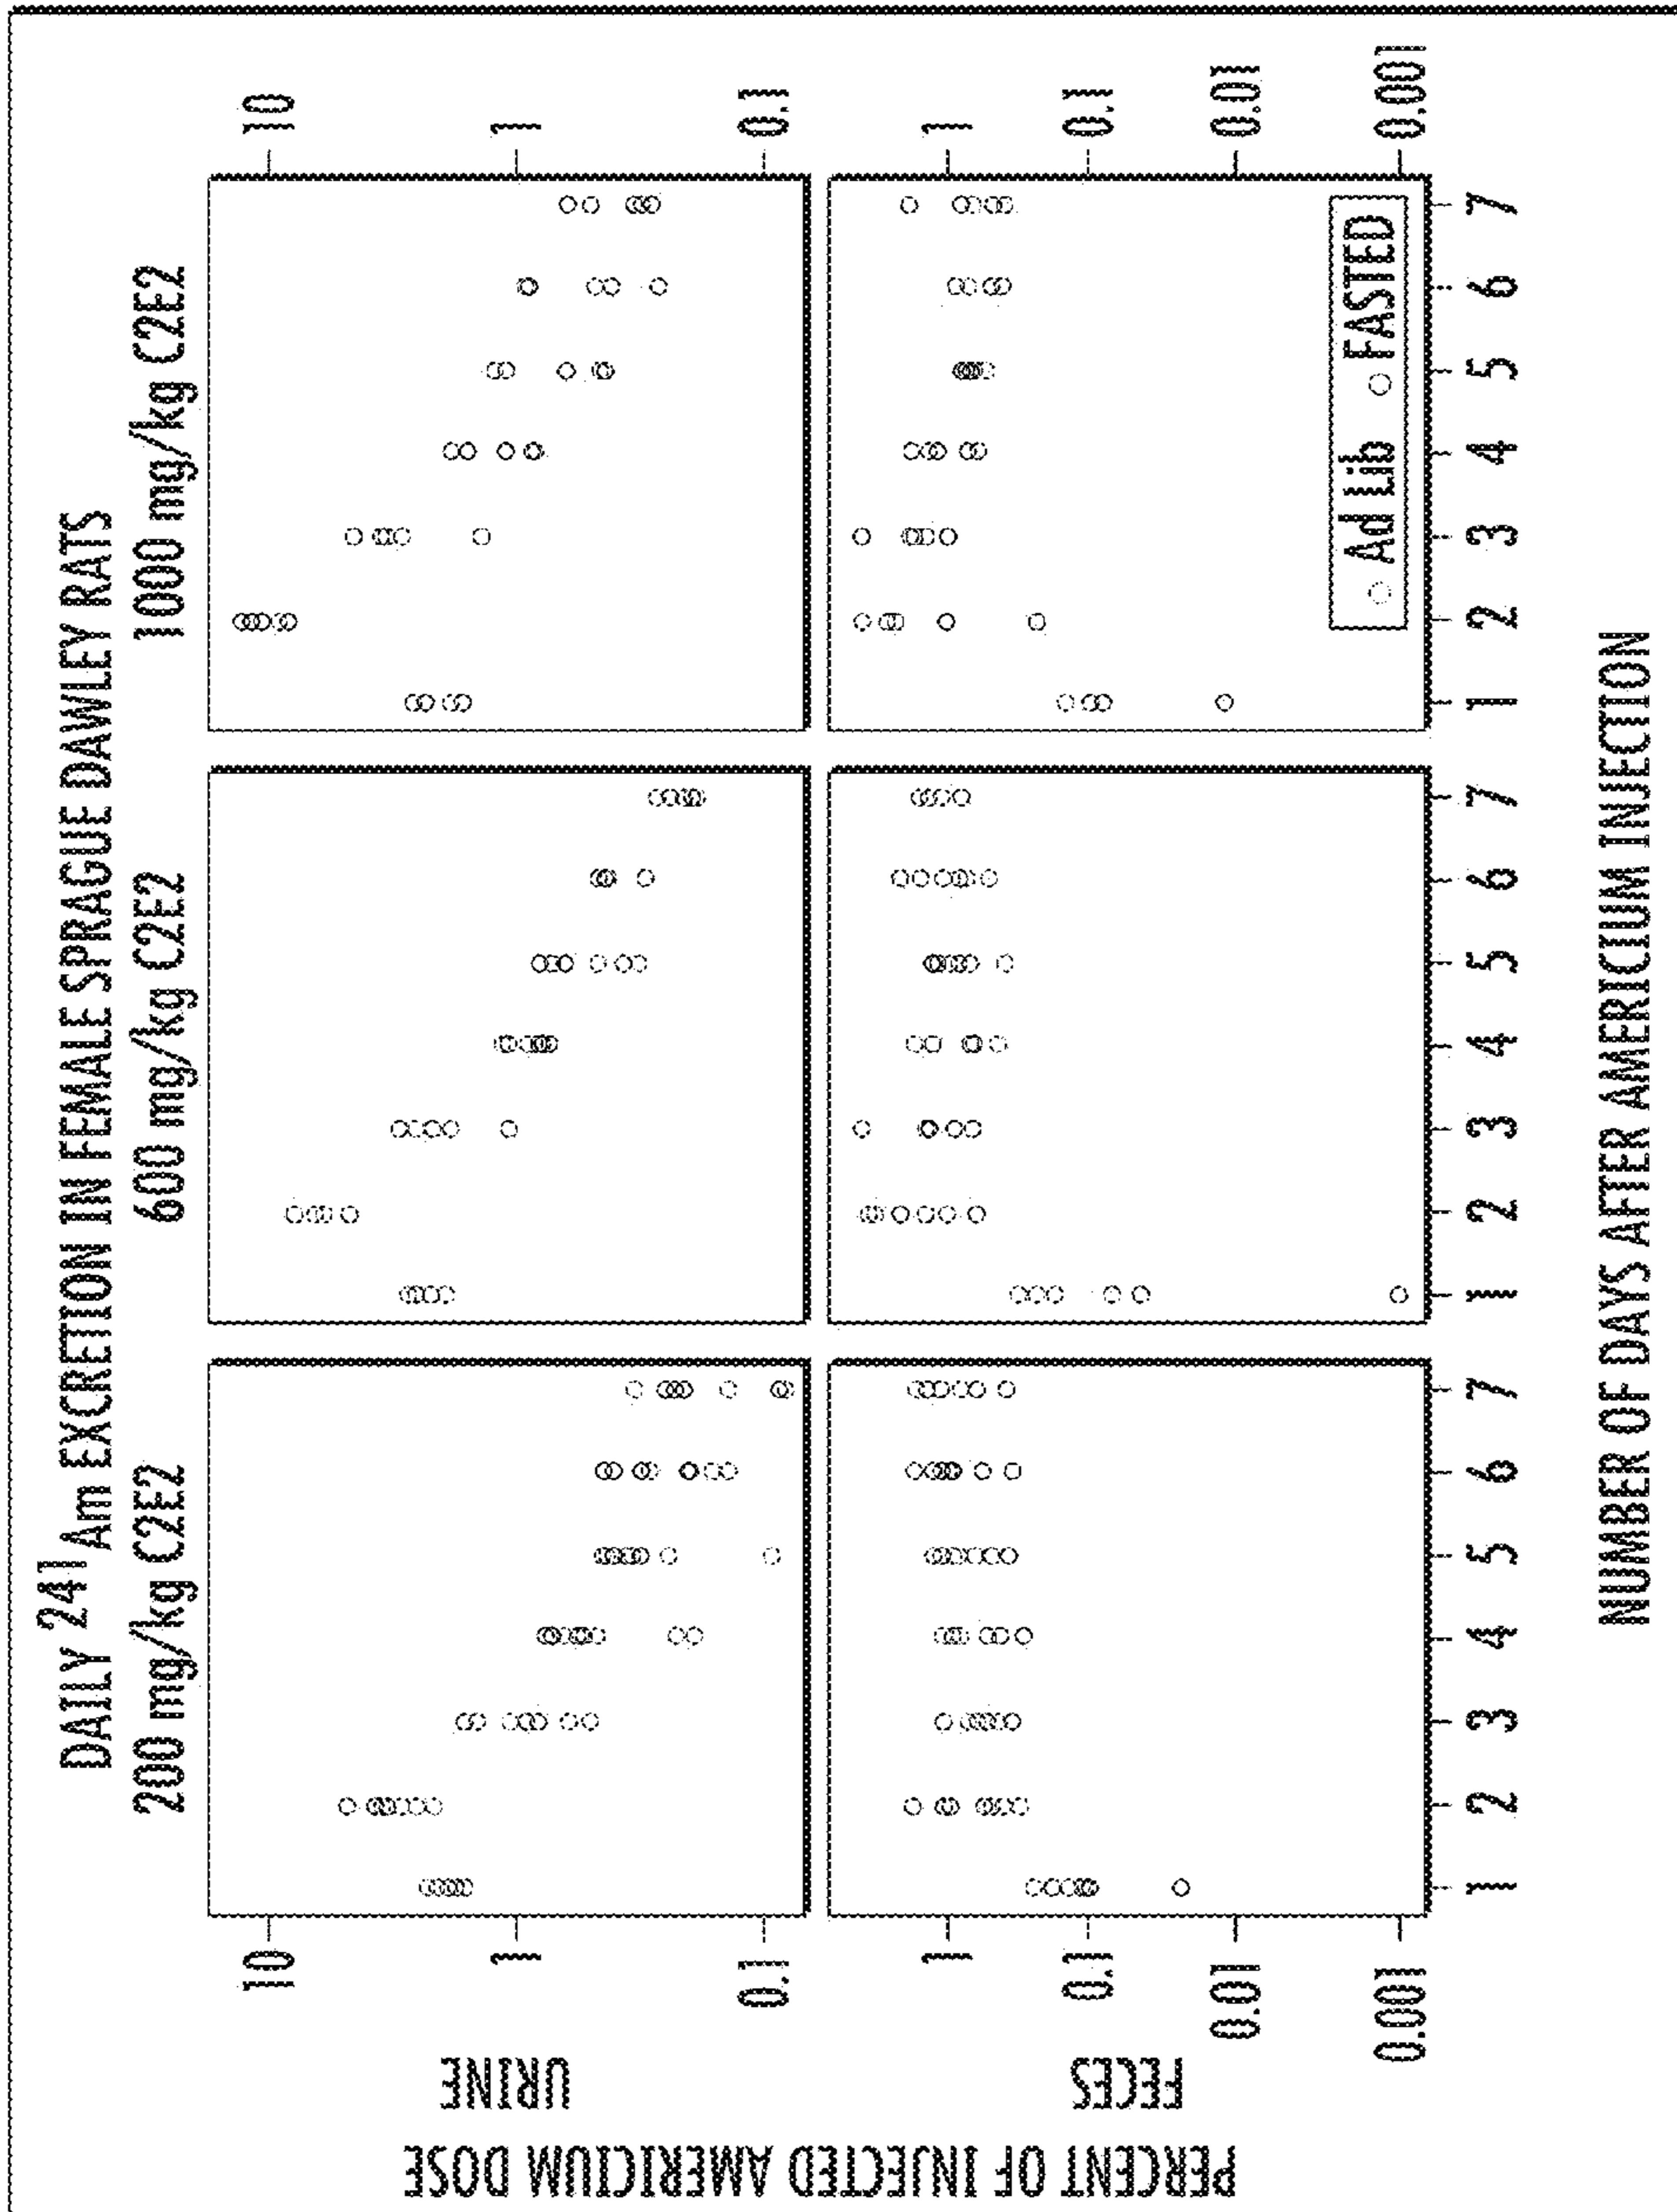 DAILY 241Am EXCRETION IN FEMALE SPRAGUE DAWLEY RATS
200 mg/kg C2E2
600 mg/kg C2E2
1000 mg/kg C2E2
PERCENT OF INJECTED AMERICIUM DOSE
URINE
10
1
0.1
10
1
0.1
FECES
1
0.1
0.01
0.001
1
0.1
0.01
0.001
Ad Lib FASTED
1 2 3 4 5 6 7
1 2 3 4 5 6 7
1 2 3 4 5 6 7
NUMBER OF DAYS AFTER AMERICIUM INJECTION